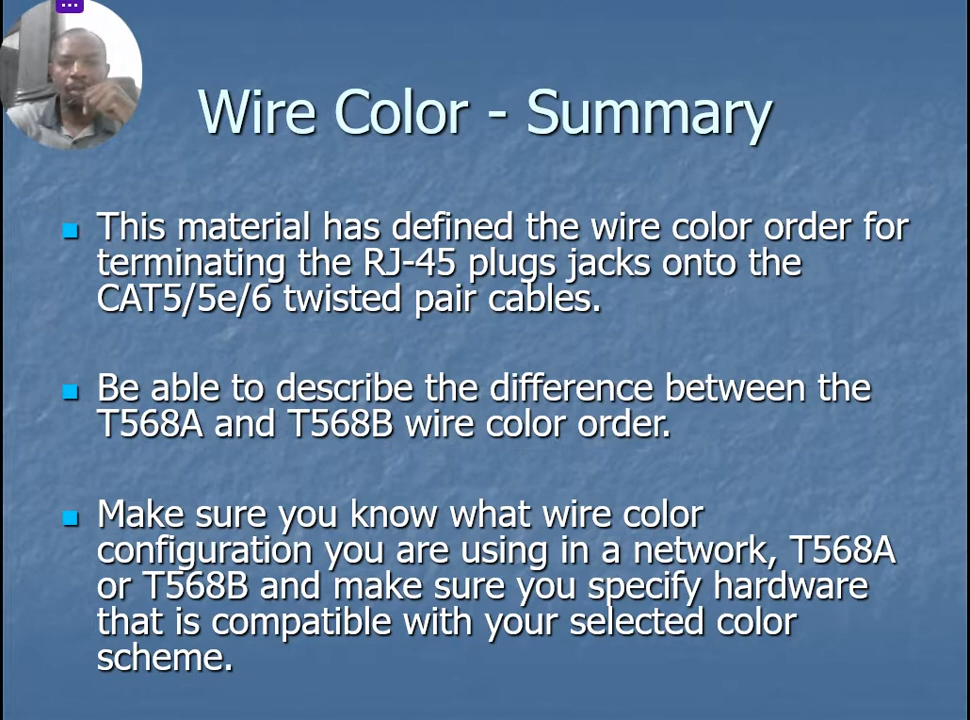 Wire Color - Summary
This material has defined the wire color order for
terminating the RJ-45 plugs jacks onto the
CAT5/5e/6 twisted pair cables.
Be able to describe the difference between the
T568A and T568B wire color order.
Make sure you know what wire color
configuration you are using in a network, T568A
or T568B and make sure you specify hardware
that is compatible with your selected color
scheme.